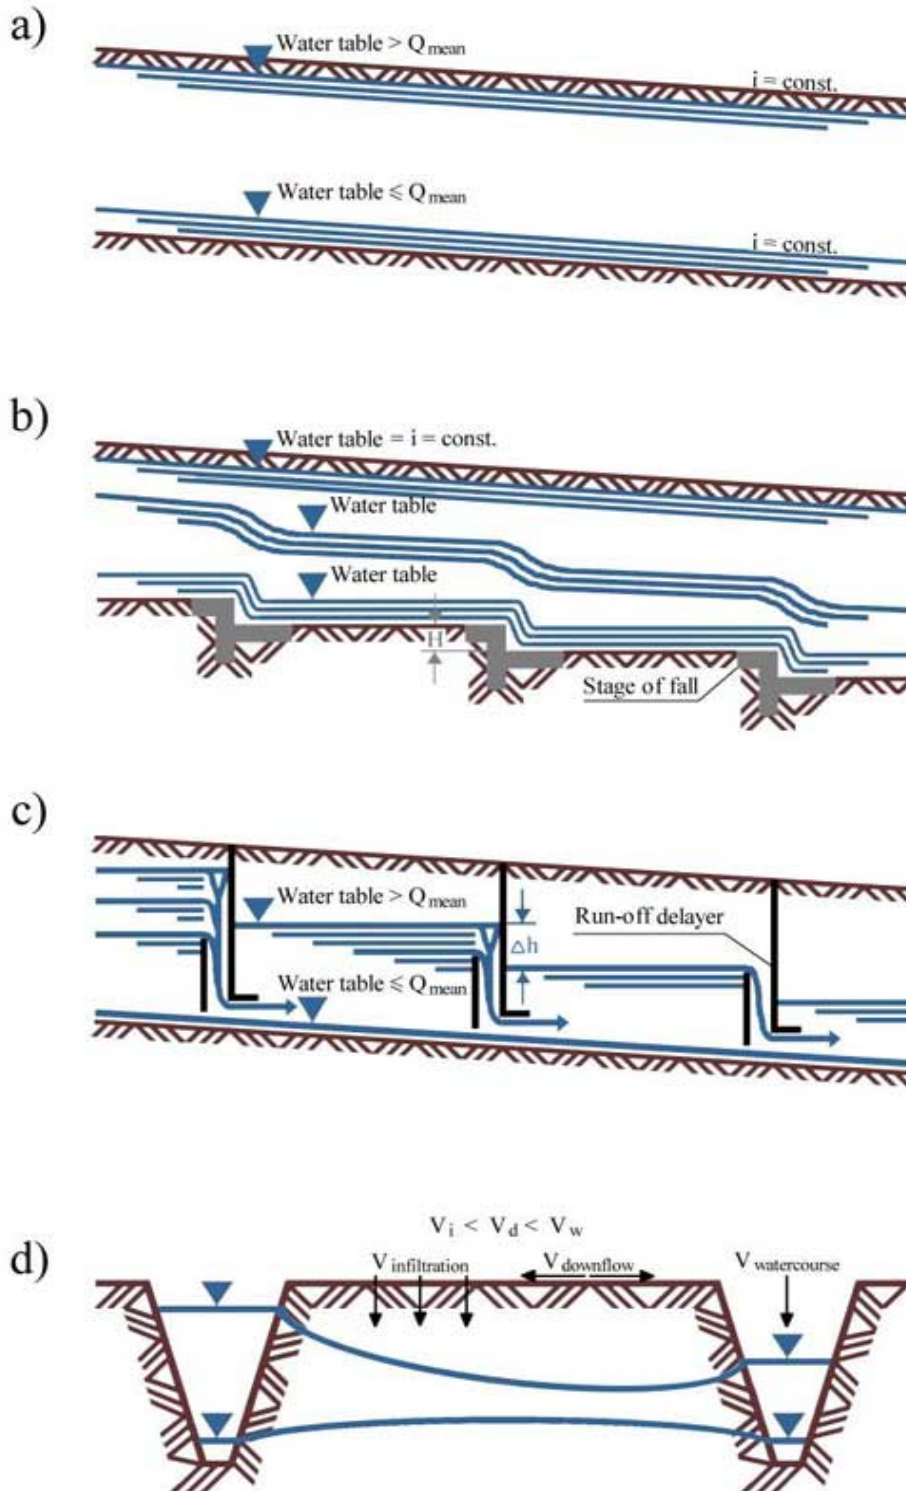 a)
Water table > Q mean
i = const.
Water table ⩽ Q mean
i = const.
b)
Water table = i = const.
Water table
Water table
H
Stage of fall
c)
Water table > Q mean
Run-off delayer
Δh
Water table ⩽ Q mean
d)
V i < V d < V w
V infiltration V downflow V watercourse